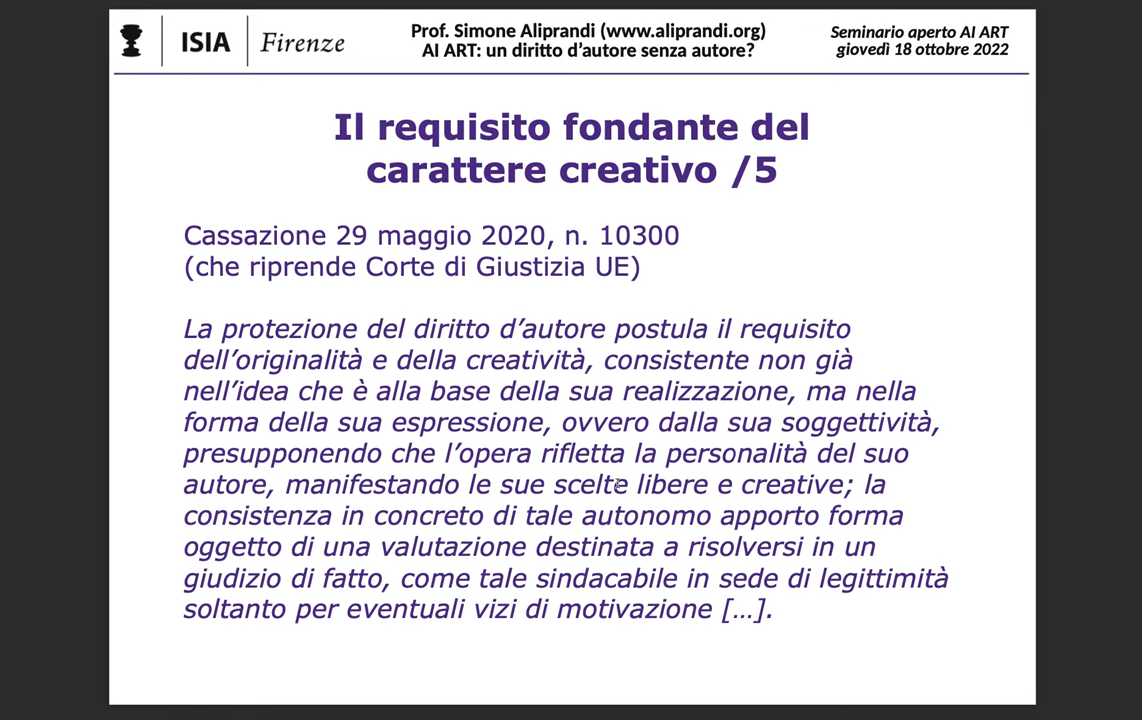 ISIA Firenze
Prof. Simone Aliprandi (www.aliprandi.org)
AI ART: un diritto d’autore senza autore?
Seminario aperto AI ART
giovedì 18 ottobre 2022
Il requisito fondante del
carattere creativo /5
Cassazione 29 maggio 2020, n. 10300
(che riprende Corte di Giustizia UE)
La protezione del diritto d’autore postula il requisito
dell’originalità e della creatività, consistente non già
nell’idea che è alla base della sua realizzazione, ma nella
forma della sua espressione, ovvero dalla sua soggettività,
presupponendo che l’opera rifletta la personalità del suo
autore, manifestando le sue scelte libere e creative; la
consistenza in concreto di tale autonomo apporto forma
oggetto di una valutazione destinata a risolversi in un
giudizio di fatto, come tale sindacabile in sede di legittimità
soltanto per eventuali vizi di motivazione […].